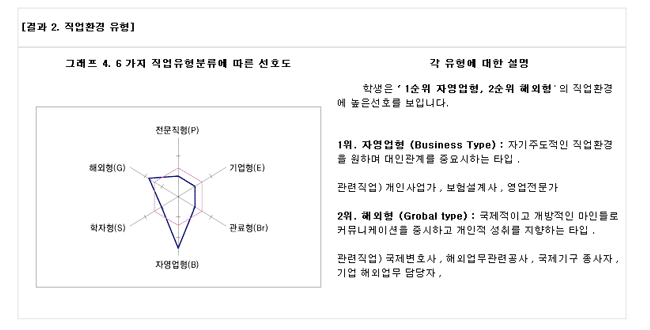 [결과 2. 직업환경 유형]
그래프 4. 6 가지 직업유형분류에 따른 선호도
전문직형(P)
해외형(G)
기업형(E)
학자형(S)
관료형(Br)
자영업형(B)
각 유형에 대한 설명
학생은 ‘ 1순위 자영업형, 2순위 해외형' 의 직업환경
에 높은선호를 보입니다.
1위. 자영업형 (Business Type) : 자기주도적인 직업환경
을 원하며 대인관계를 중요시하는 타입 .
관련직업) 개인사업가 , 보험설계사 , 영업전문가
2위. 해외형 (Grobal type) : 국제적이고 개방적인 마인들로
커뮤니케이션을 중시하고 개인적 성취를 지향하는 타입 .
관련직업) 국제변호사 , 해외업무관련공사 , 국제기구 종사자 ,
기업 해외업무 담당자 ,